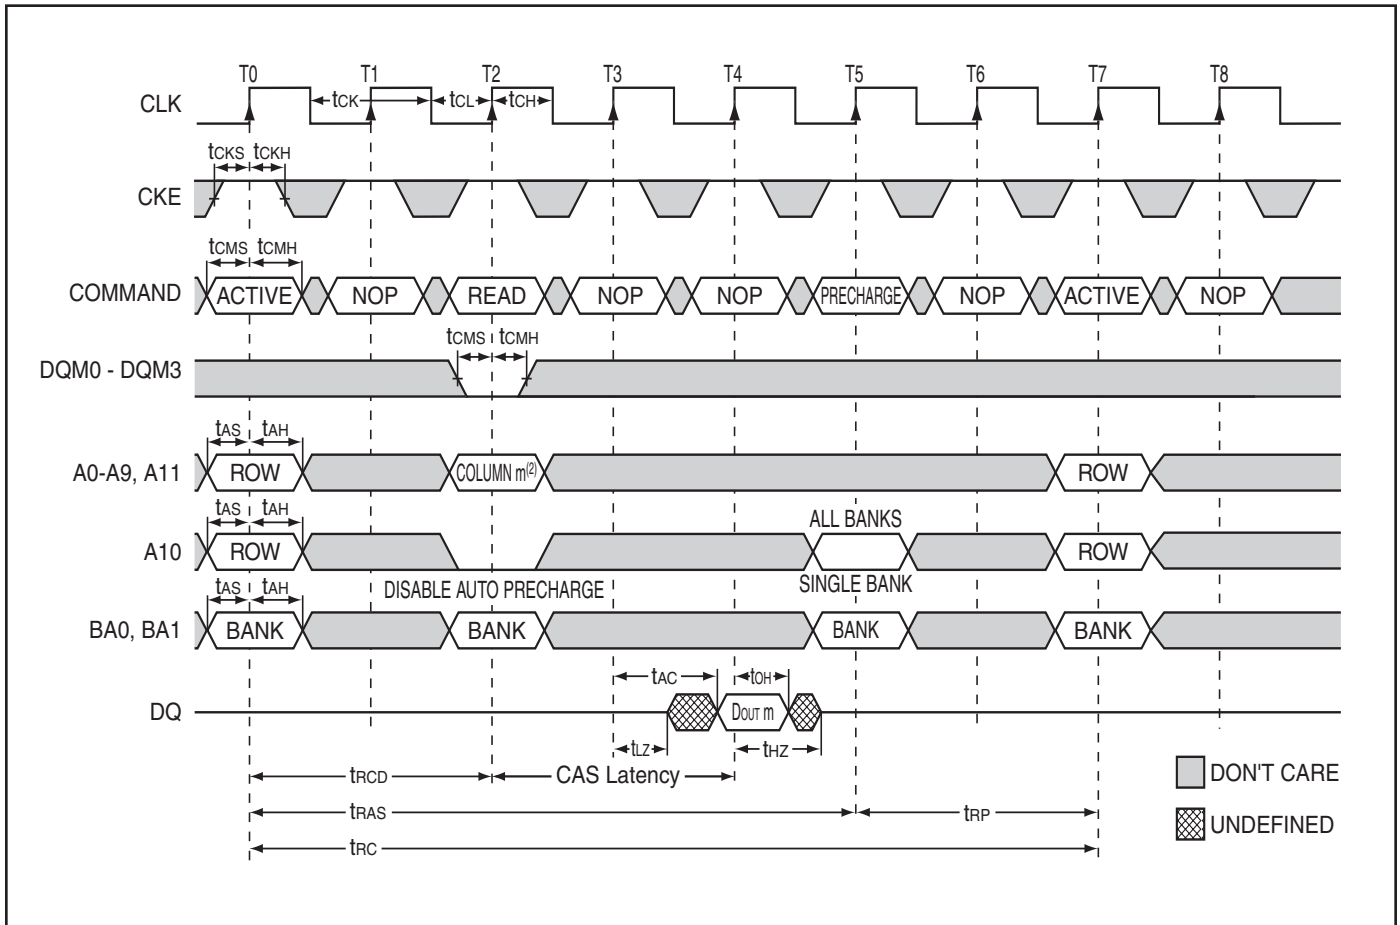 T0 T1 T2 T3 T4 T5 T6 T7 T8
CLK tCK tCL tCH
tCKS tCKH
CKE
tCMS tCMH
COMMAND ACTIVE NOP READ NOP NOP PRECHARGE NOP ACTIVE NOP
tCMS tCMH
DQM0 - DQM3
tAS tAH
A0-A9, A11 ROW COLUMN m(2) ROW
tAS tAH ALL BANKS
A10 ROW ROW
tAS tAH DISABLE AUTO PRECHARGE SINGLE BANK
BA0, BA1 BANK BANK BANK BANK
tAC tOH
DQ DOUT m
tLZ tHZ
tRCD CAS Latency DON'T CARE
tRAS tRP
UNDEFINED
tRC